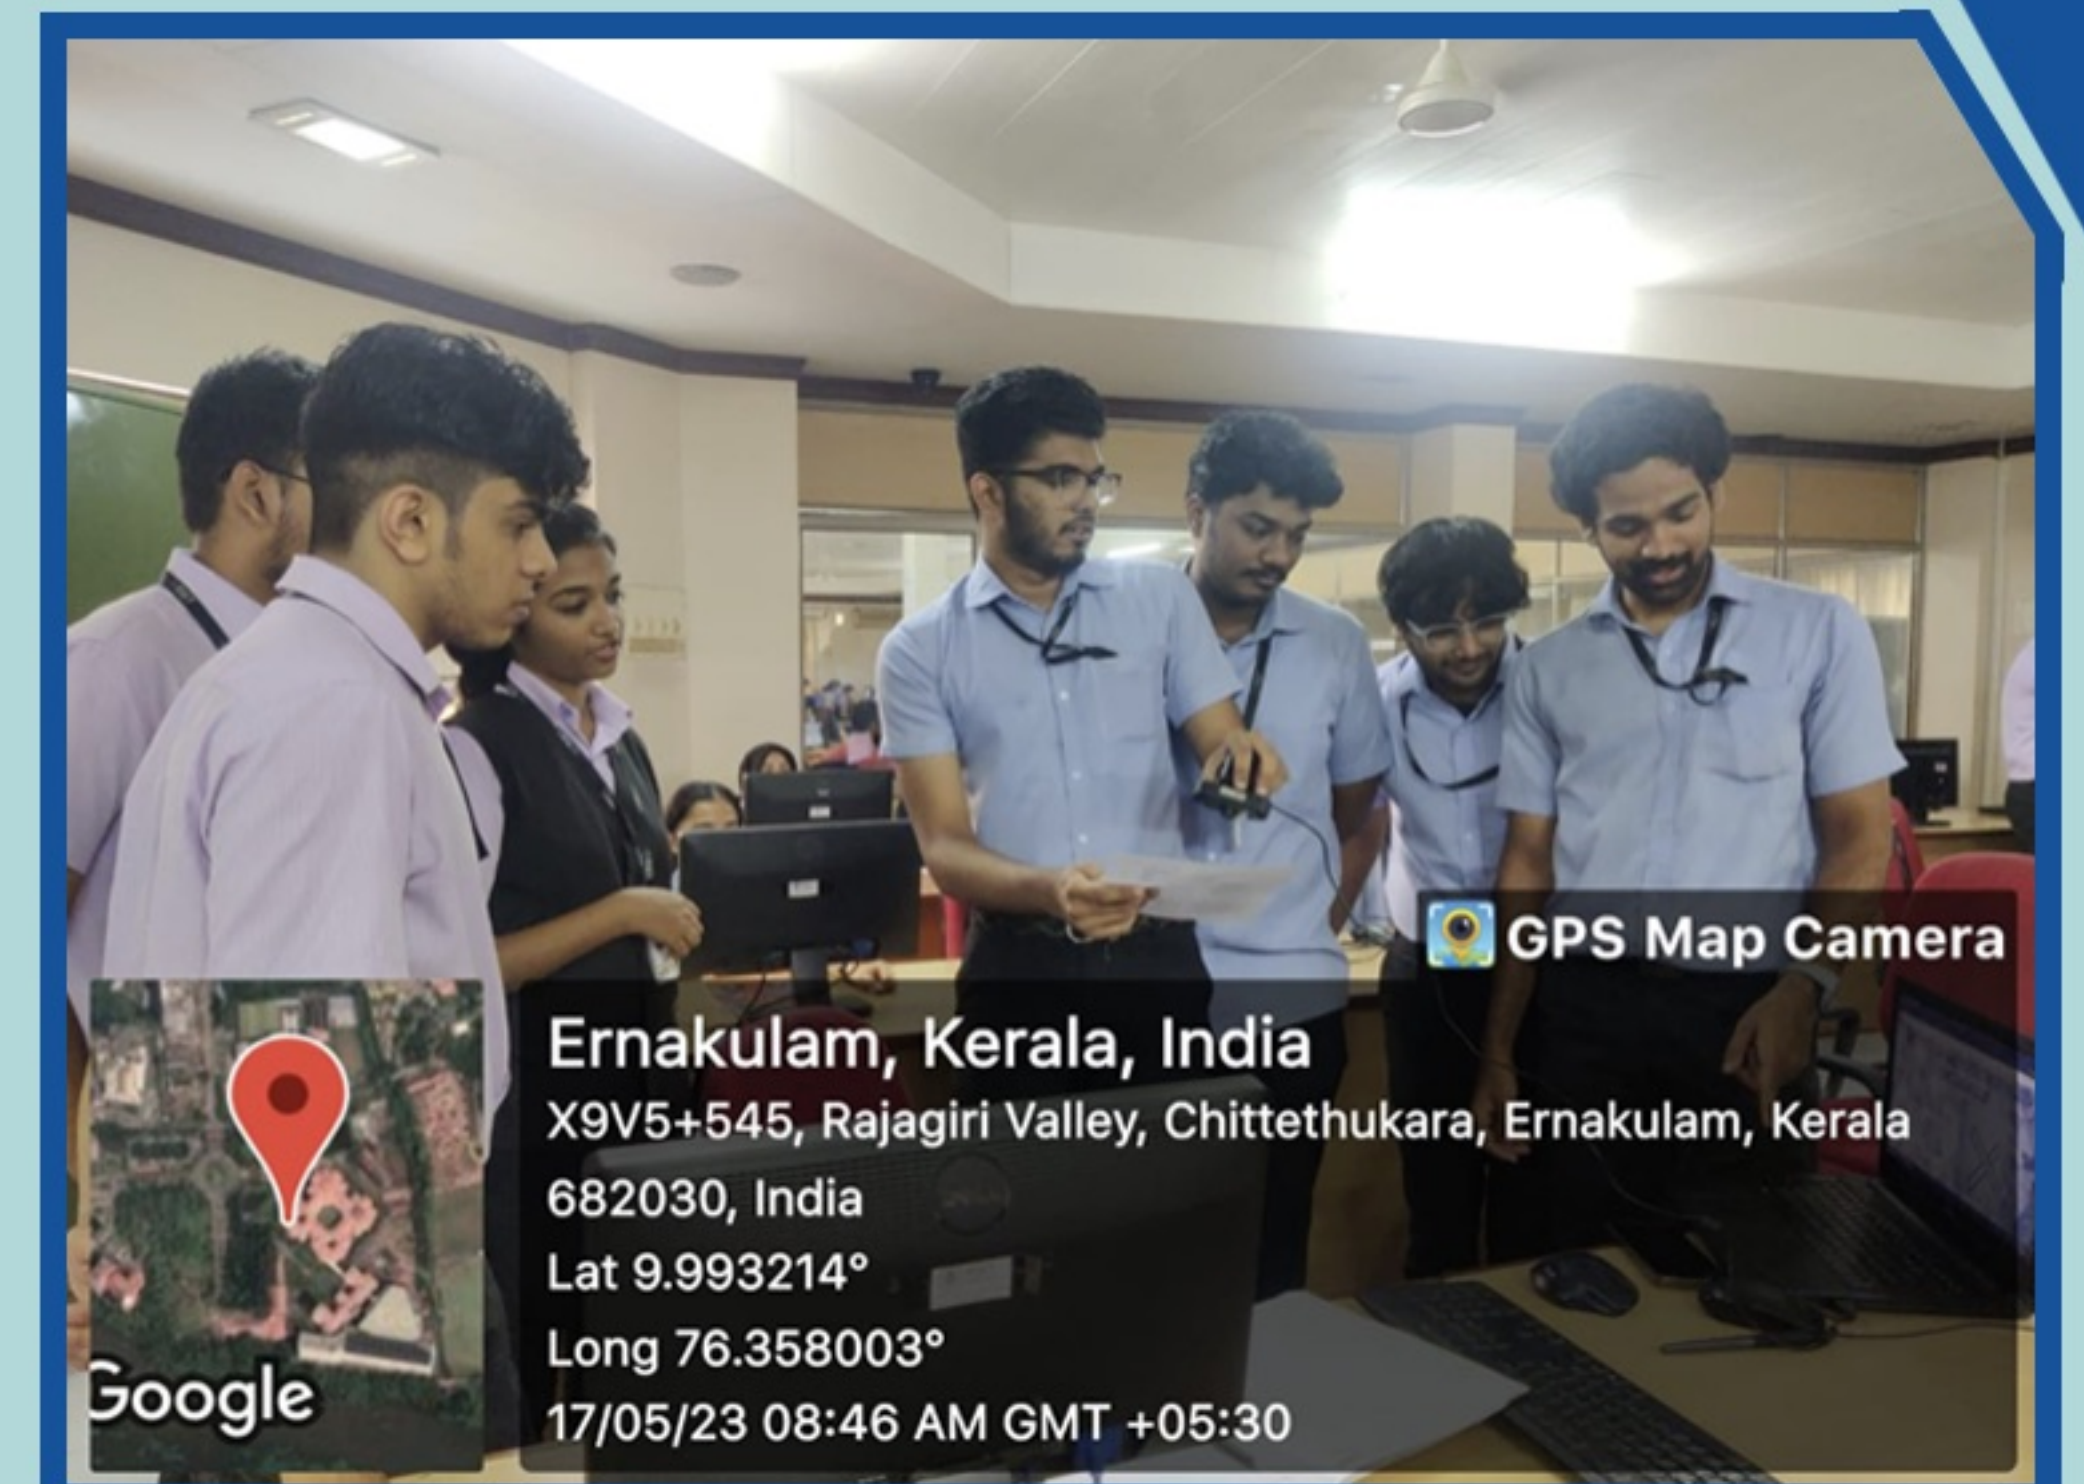 GPS Map Camera
Ernakulam, Kerala, India
X9V5+545, Rajagiri Valley, Chittethukara, Ernakulam, Kerala
682030, India
Lat 9.993214°
Long 76.358003°
17/05/23 08:46 AM GMT +05:30
Google